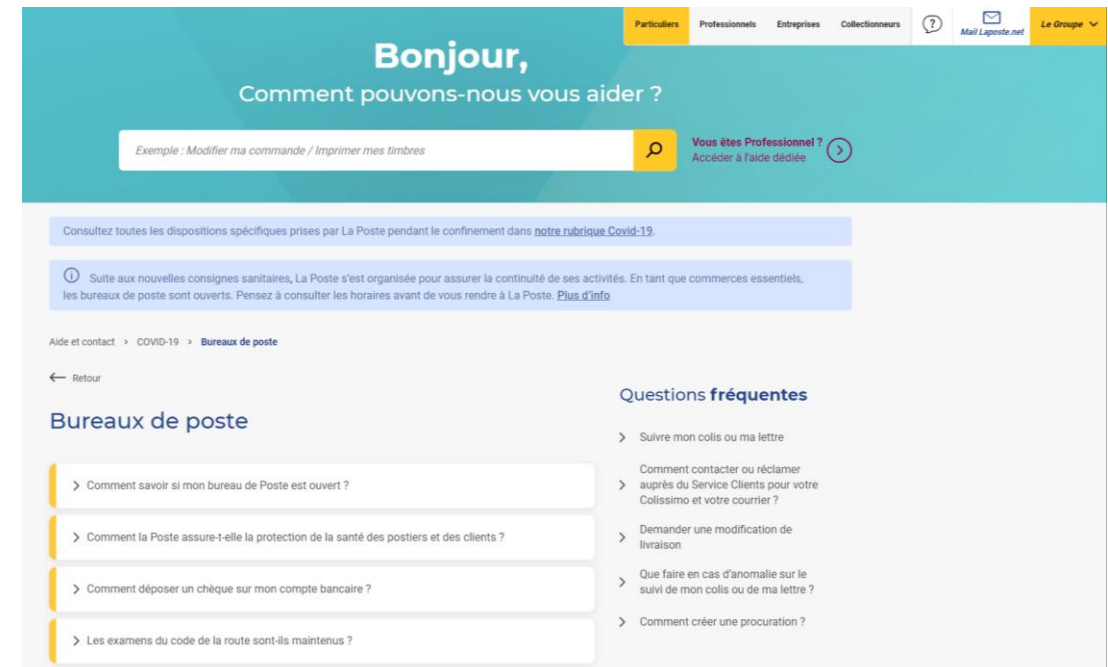 Particuliers
Professionnels
Entreprises
Collectionneurs
?
Mail Laposte.net
Le Groupe
Bonjour,
Comment pouvons-nous vous aider ?
Exemple : Modifier ma commande / Imprimer mes timbres
Vous êtes Professionnel ?
Accéder à l'aide dédiée
Consultez toutes les dispositions spécifiques prises par La Poste pendant le confinement dans notre rubrique Covid-19.
Suite aux nouvelles consignes sanitaires, La Poste s'est organisée pour assurer la continuité de ses activités. En tant que commerces essentiels,
les bureaux de poste sont ouverts. Pensez à consulter les horaires avant de vous rendre à La Poste. Plus d'info
Aide et contact > COVID-19 > Bureaux de poste
Retour
Bureaux de poste
Comment savoir si mon bureau de Poste est ouvert ?
Comment la Poste assure-t-elle la protection de la santé des postiers et des clients ?
Comment déposer un chèque sur mon compte bancaire ?
Les examens du code de la route sont-ils maintenus ?
Questions fréquentes
Suivre mon colis ou ma lettre
Comment contacter ou réclamer
auprès du Service Clients pour votre
Colissimo et votre courrier ?
Demander une modification de
livraison
Que faire en cas d'anomalie sur le
suivi de mon colis ou de ma lettre ?
Comment créer une procuration ?